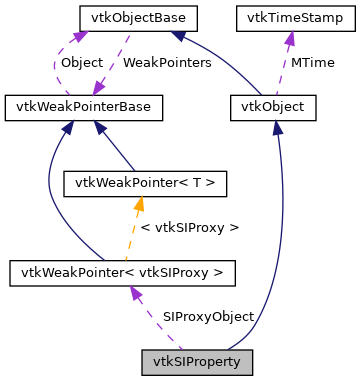 vtkObjectBase
vtkTimeStamp
Object
WeakPointers
MTime
vtkWeakPointerBase
vtkObject
vtkWeakPointer< T >
< vtkSIProxy >
vtkWeakPointer< vtkSIProxy >
SIProxyObject
vtkSIProperty